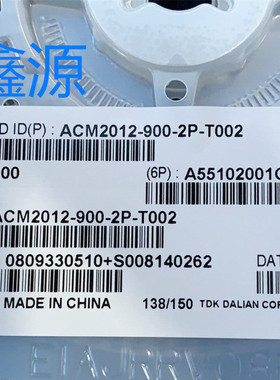 鑫源
D ID(P) : ACM2012-900-2P-T002
00 (6P) : A55102001
ACM2012-900-2P-T002
0809330510+S008140262
MADE IN CHINA 138/150 TDK DALIAN COR
DAT